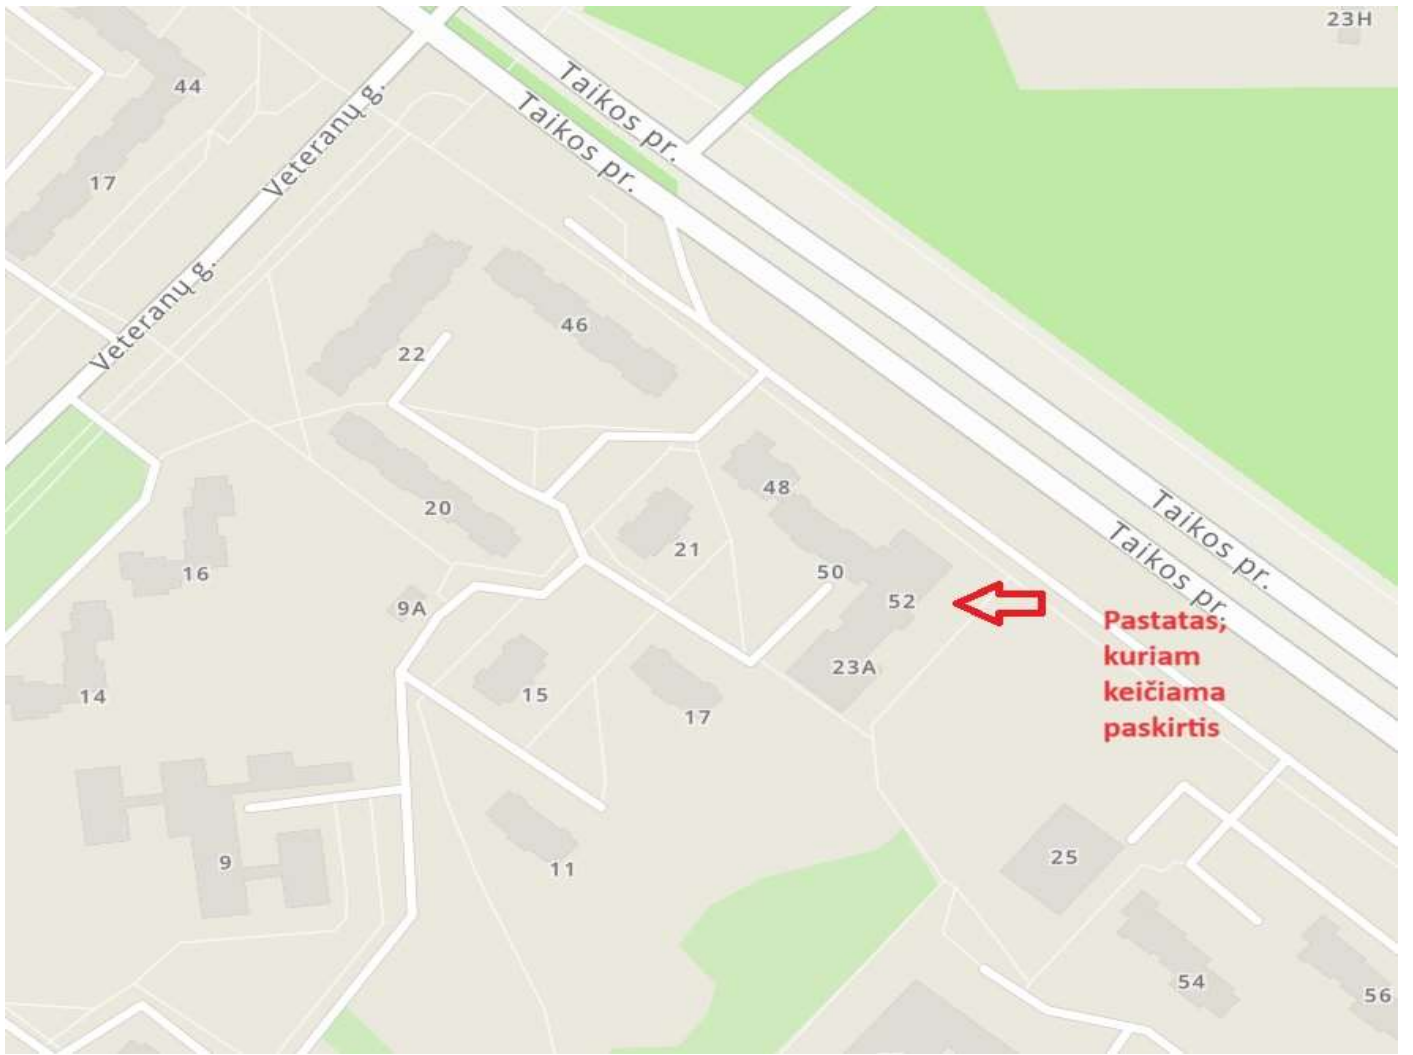 23H
44
Taikos pr.
Taikos pr.
Veteranų g.
17
Veteranų g.
46
22
48
20
21
Taikos pr.
Taikos pr.
16
50
9A
52
Pastatas,
kuriam
keičiama
paskirtis
23A
14
15
17
9
11
25
54
56